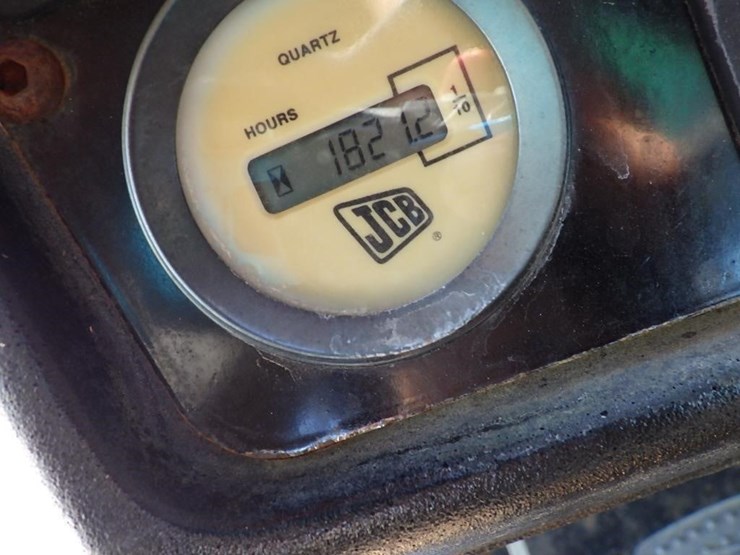 QUARTZ
HOURS
1821.2
1/10
JCB®